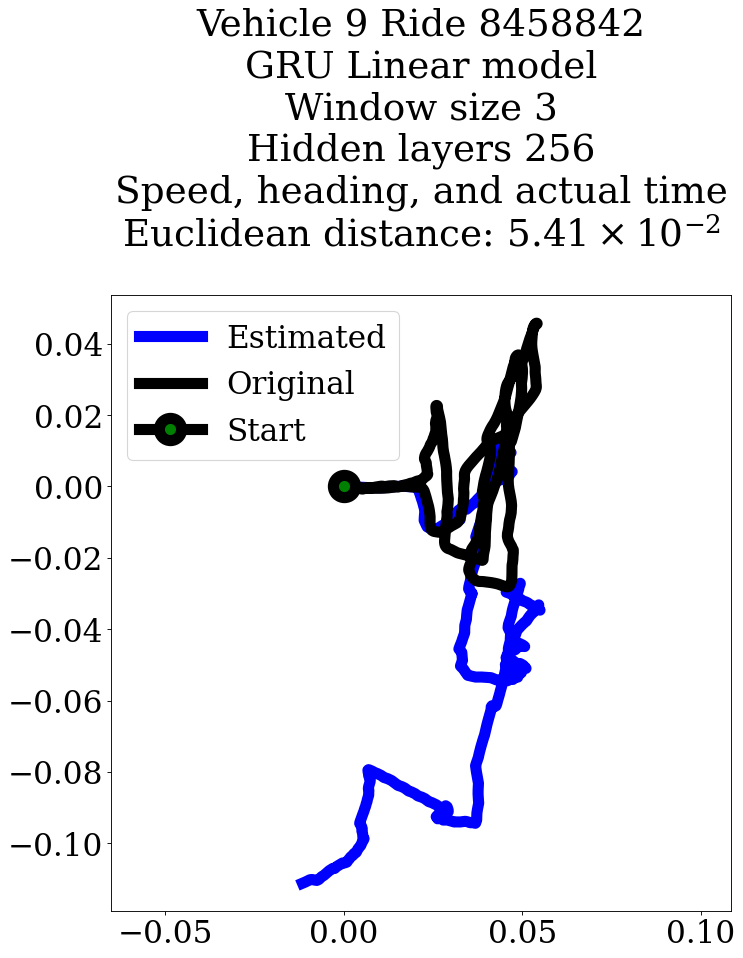 Vehicle 9 Ride 8458842
GRU Linear model
Window size 3
Hidden layers 256
Speed, heading, and actual time
Euclidean distance: 5.41 × 10⁻²
Estimated
Original
Start
0.04
0.02
0.00
−0.02
−0.04
−0.06
−0.08
−0.10
−0.05
0.00
0.05
0.10